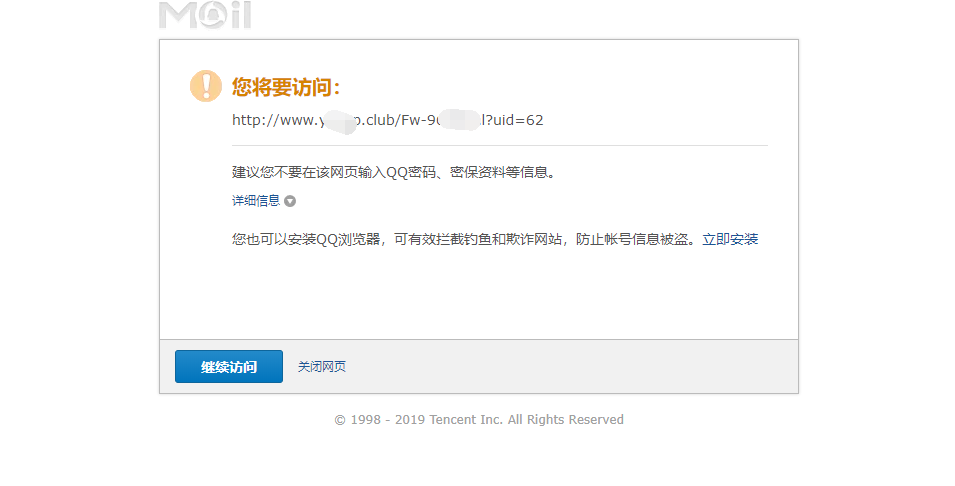 Mail
您将要访问：
http://www.y .club/Fw-9 l?uid=62
建议您不要在该网页输入QQ密码、密保资料等信息。
详细信息
您也可以安装QQ浏览器，可有效拦截钓鱼和欺诈网站，防止帐号信息被盗。立即安装
继续访问 关闭网页
© 1998 - 2019 Tencent Inc. All Rights Reserved